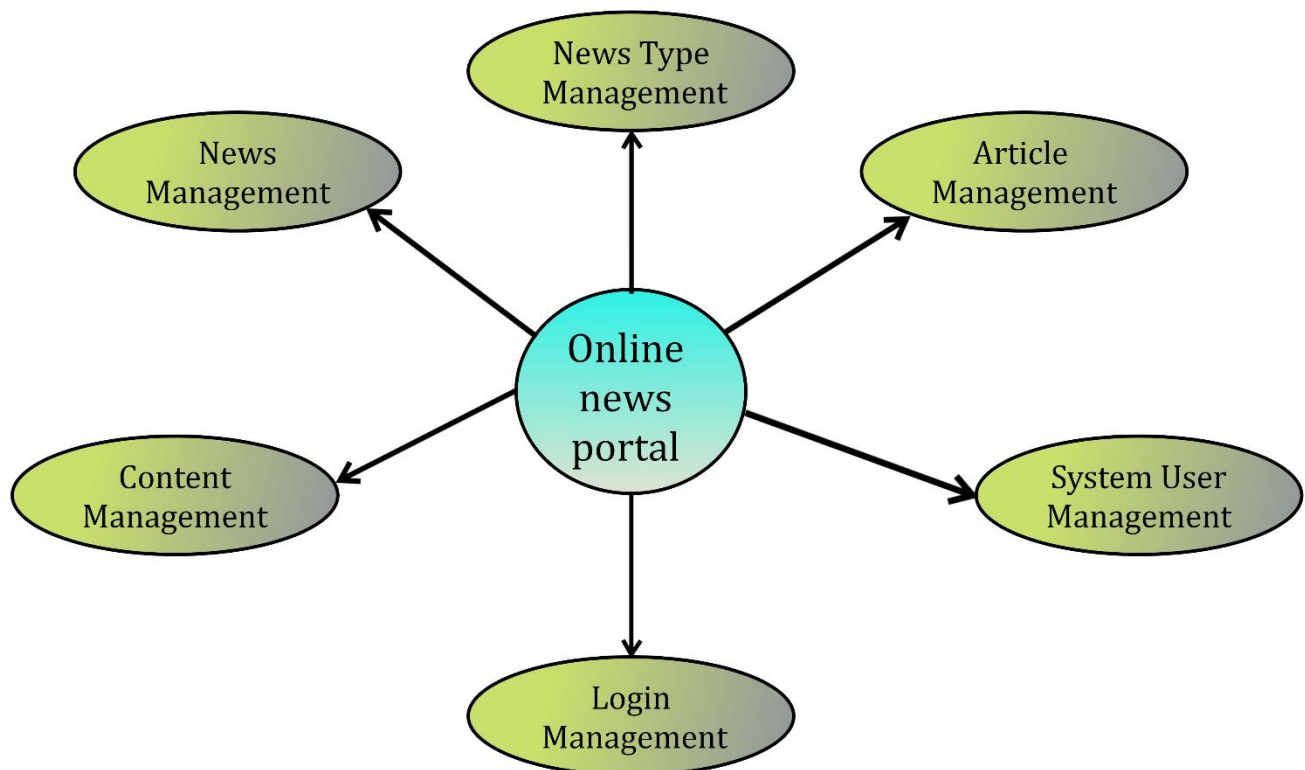 News Type
Management
News
Management
Article
Management
Online
news
portal
Content
Management
System User
Management
Login
Management